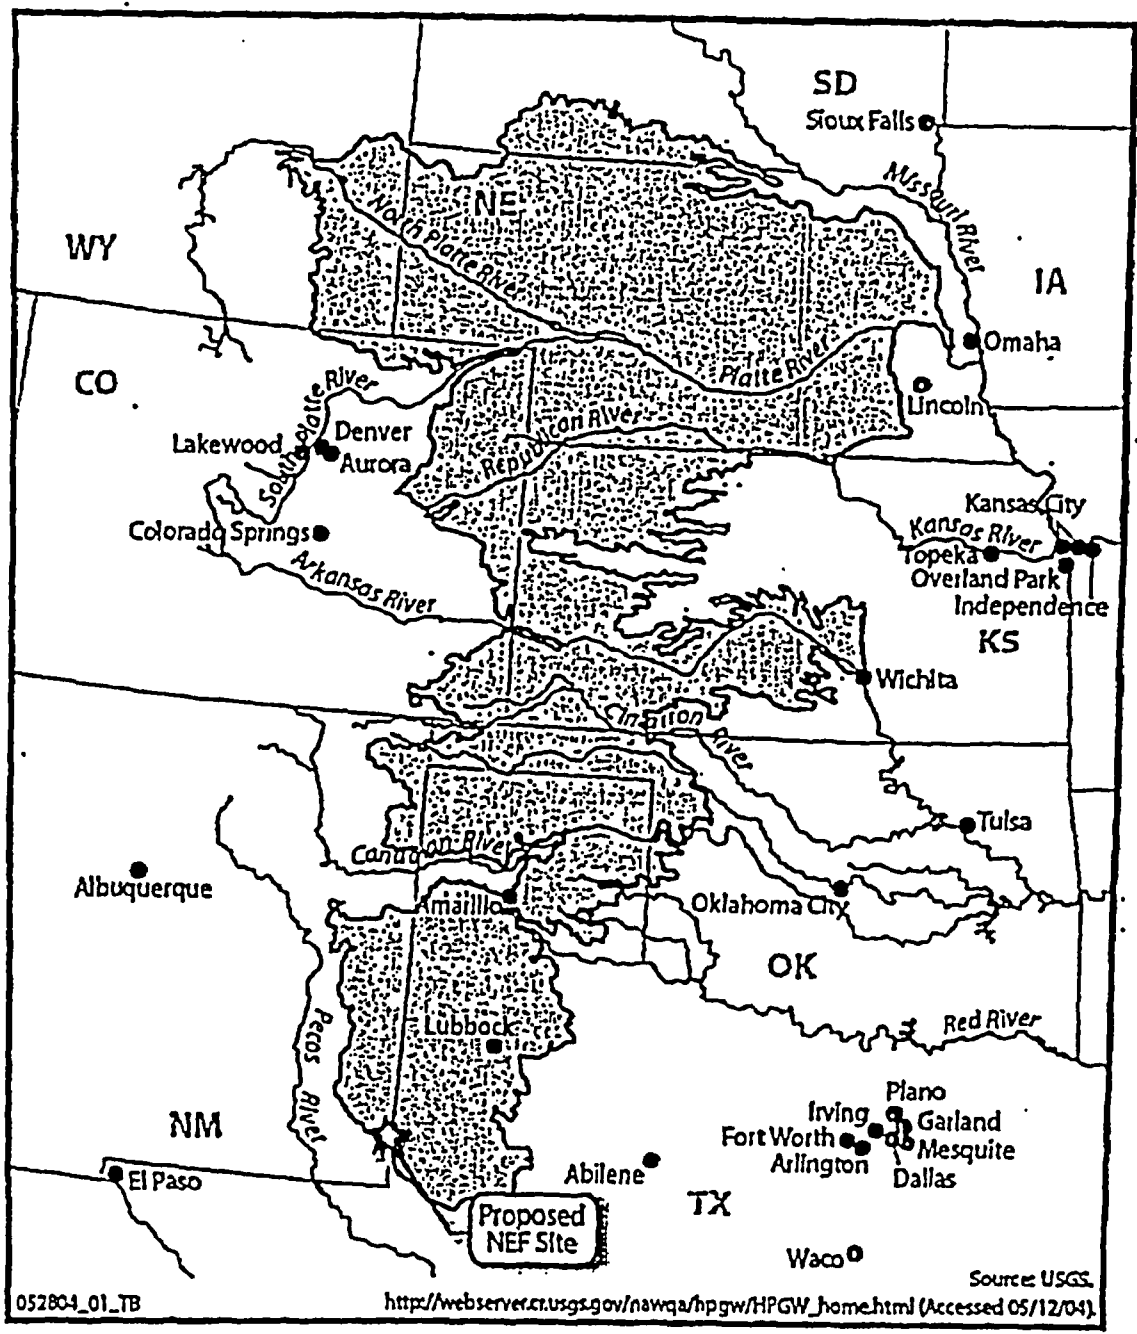 SD
Sioux Falls
Missouri River
NE
North Platte River
WY
IA
Omaha
CO
Platte River
South Platte River
Lincoln
Denver
Lakewood
Aurora
Republican River
Kansas City
Colorado Springs
Kansas River
Topeka
Overland Park
Independence
Arkansas River
KS
Wichita
Cimarron River
Tulsa
Canadian River
Albuquerque
Amarillo
Oklahoma City
OK
Pecos River
Lubbock
Red River
Plano
Irving
Garland
NM
Fort Worth
Mesquite
Arlington
Dallas
El Paso
Abilene
TX
Proposed
NEF Site
Waco
Source: USGS.
052804_01_TB
http://webserver.cr.usgs.gov/nawqa/hpgw/HPGW_home.html (Accessed 05/12/04).